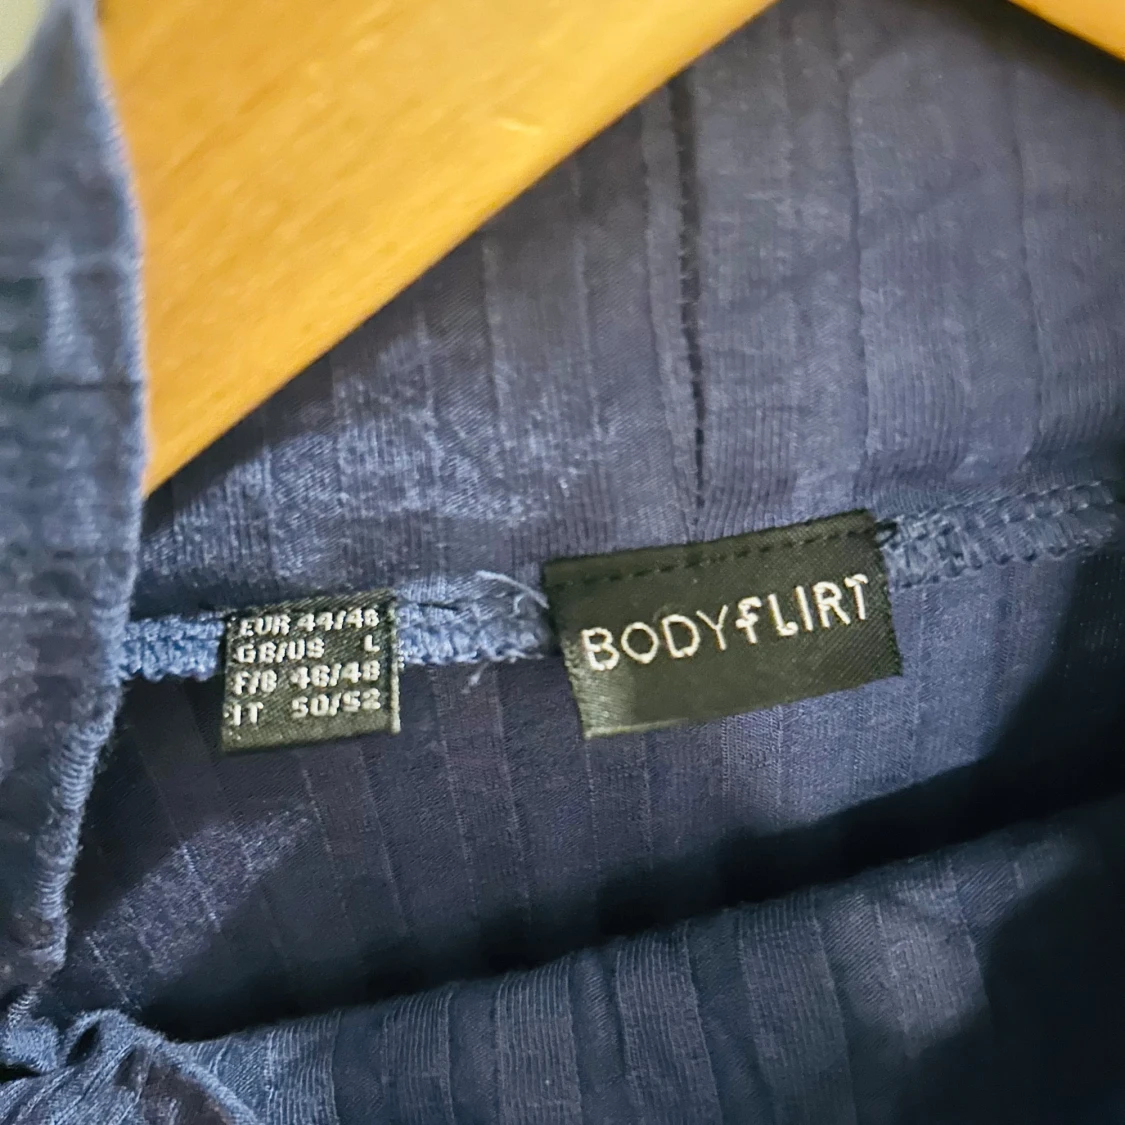 EUR 44/46
GB/US L
F/B 46/48
IT 50/52
BODYFLIRT